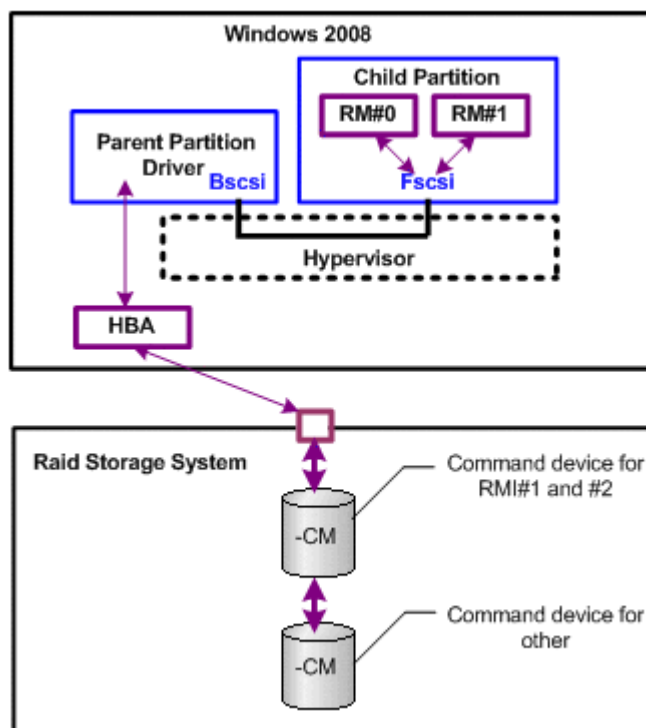 Windows 2008
Child Partition
RM#0
RM#1
Parent Partition
Driver
Bscsi
Fscsi
Hypervisor
HBA
Raid Storage System
Command device for
RMI#1 and #2
-CM
Command device for
other
-CM